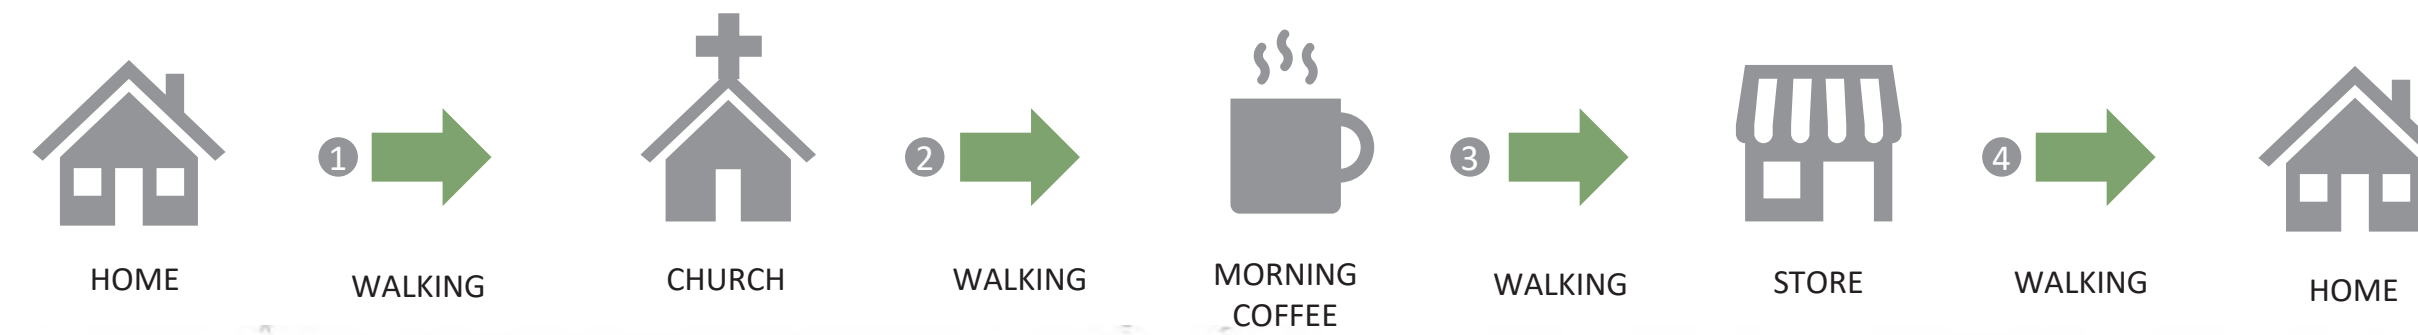 1
2
3
4
HOME
WALKING
CHURCH
WALKING
MORNING
COFFEE
WALKING
STORE
WALKING
HOME